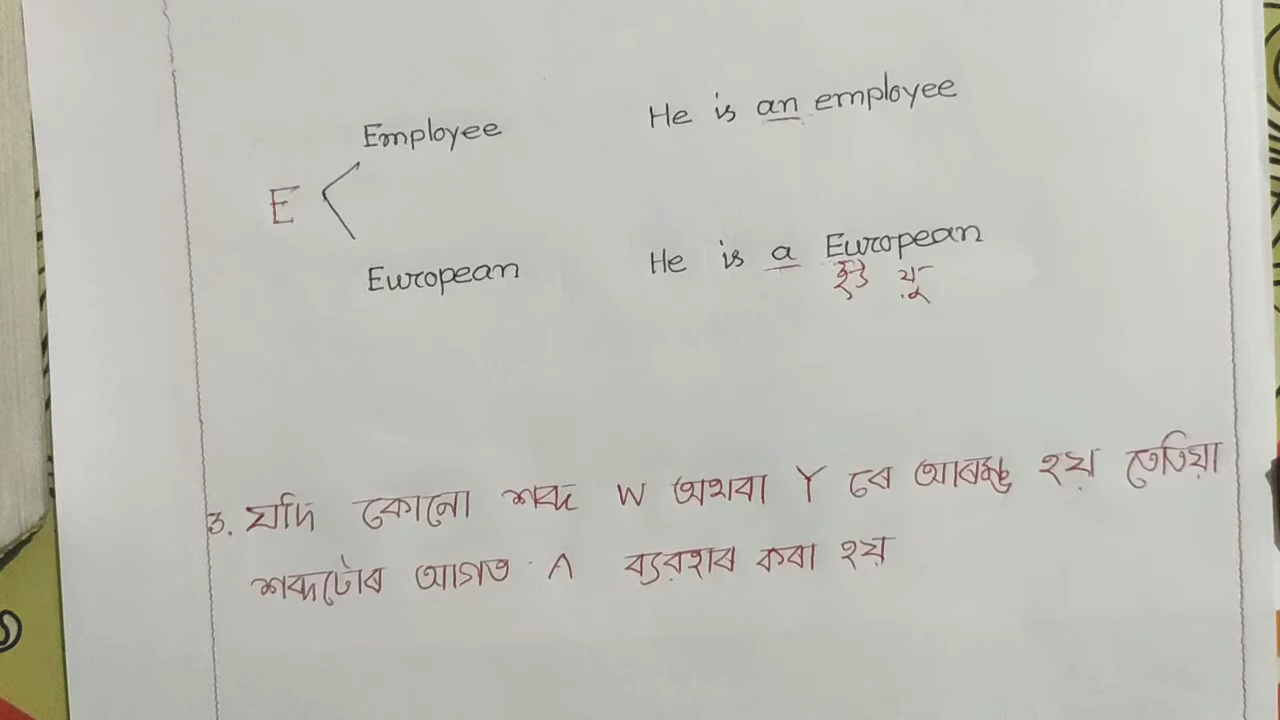 Employee He is an employee
E
European He is a European
ইউ যু
3. যদি কোনো শব্দ W অথবা Y ৰে আৰম্ভ হয় তেতিয়া
শব্দটোৰ আগত A ব্যৱহাৰ কৰা হয়